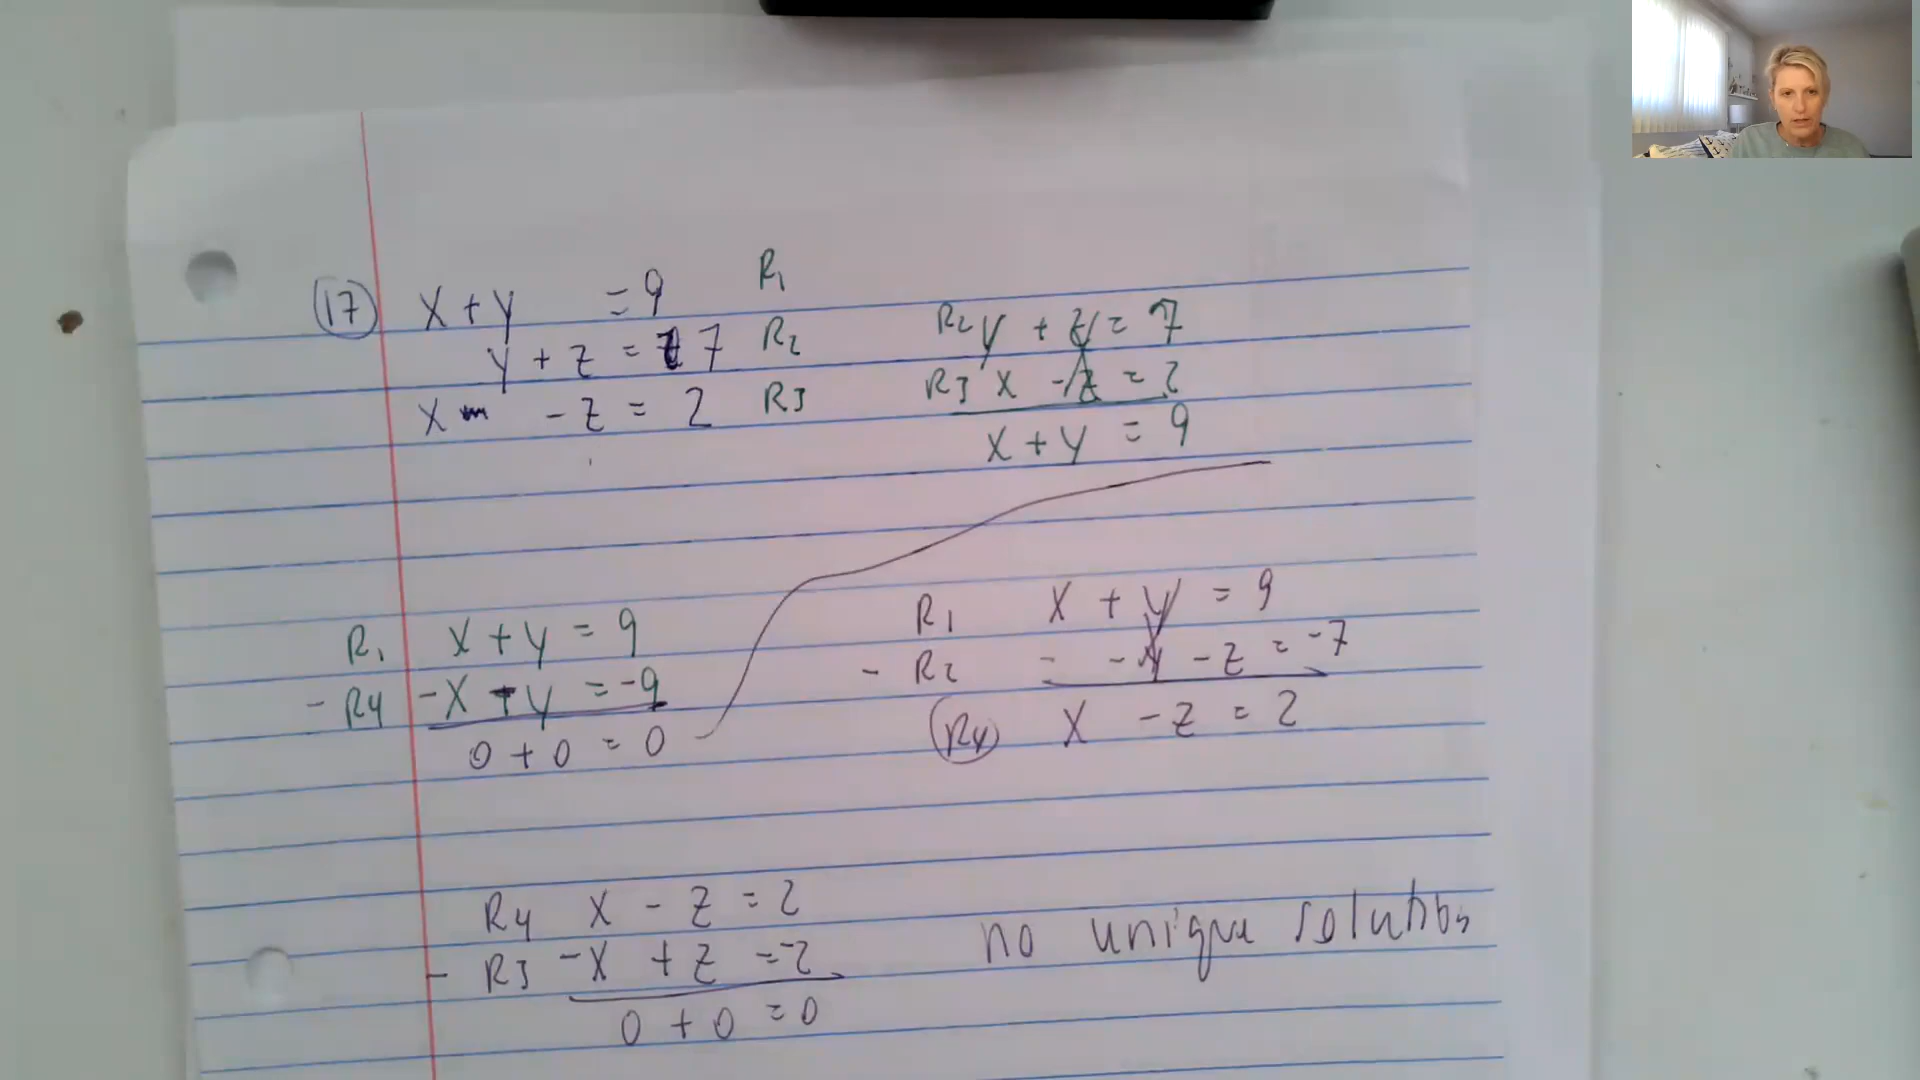 (17) X + y = 9 R1
y + z = 7 R2
X - z = 2 R3
R2 y + z = 7
R3 X - z = 2
X + y = 9
R1 X + y = 9
- R4 -X - y = -9
0 + 0 = 0
R1 X + y = 9
- R2 = -y - z = -7
(R4) X - z = 2
R4 X - z = 2
- R3 -X + z = -2
0 + 0 = 0
no unique solution